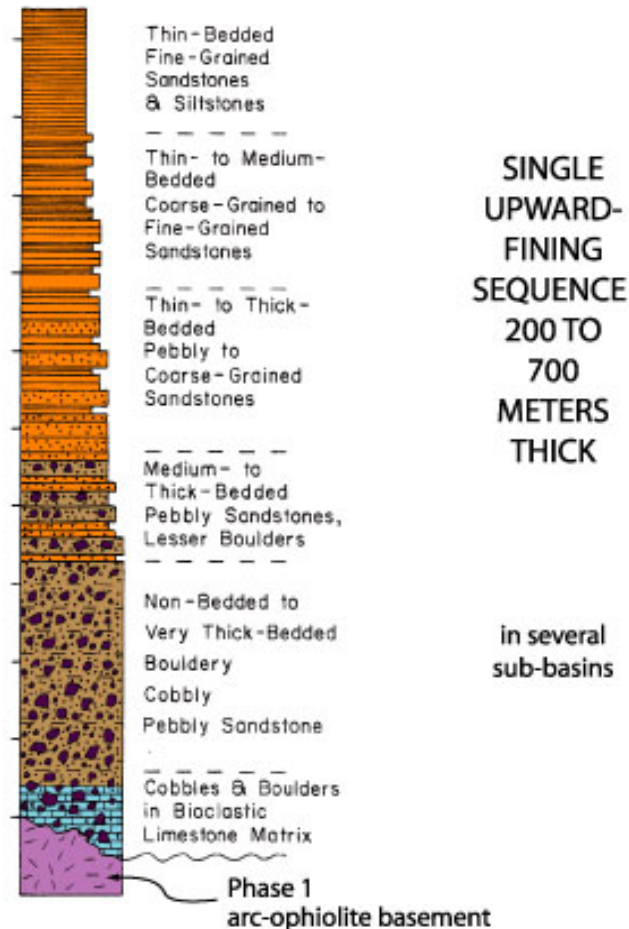 Thin-Bedded
Fine-Grained
Sandstones
& Siltstones
Thin- to Medium-
Bedded
Coarse-Grained to
Fine-Grained
Sandstones
Thin- to Thick-
Bedded
Pebbly to
Coarse-Grained
Sandstones
Medium- to
Thick-Bedded
Pebbly Sandstones,
Lesser Boulders
Non-Bedded to
Very Thick-Bedded
Bouldery
Cobbly
Pebbly Sandstone
Cobbles & Boulders
in Bioclastic
Limestone Matrix
Phase 1
arc-ophiolite basement
SINGLE
UPWARD-
FINING
SEQUENCE
200 TO
700
METERS
THICK
in several
sub-basins